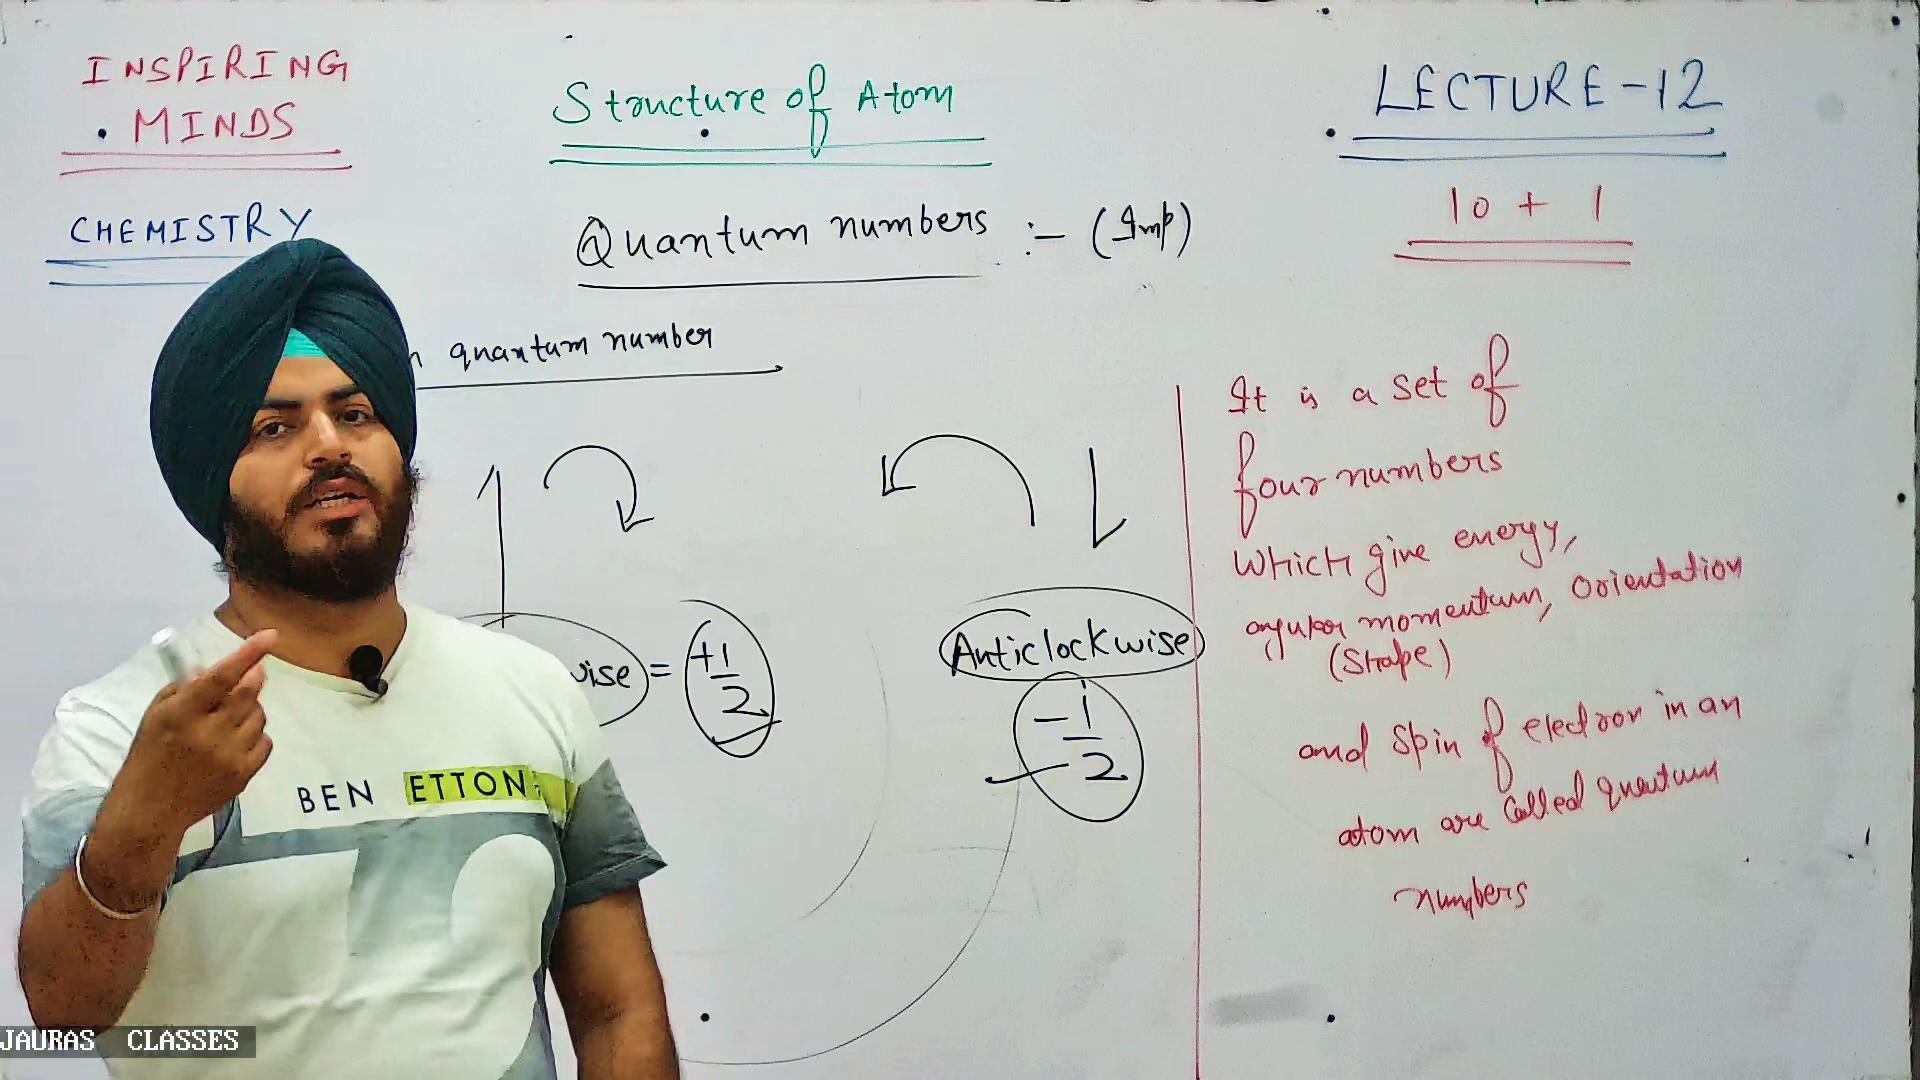 INSPIRING
MINDS
Structure of Atom
LECTURE-12
CHEMISTRY
Quantum numbers :- (Imp)
10 + 1
n quantum number
It is a set of
four numbers
Which give energy,
angular momentum, orientation
(Shape)
and Spin of electron in an
atom are called quantum
numbers
wise = +1/2
Anticlockwise
-1/2
BEN ETTON
JAURAS CLASSES